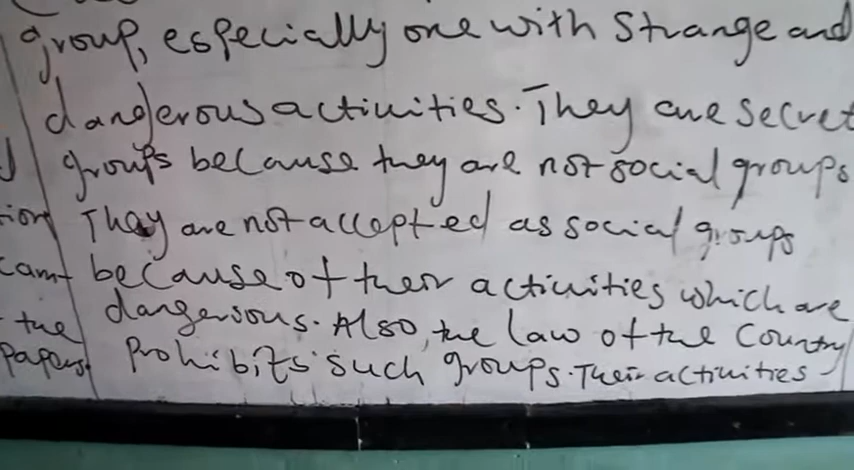 group, especially one with strange and
dangerous activities. They are secret
groups because they are not social groups
They are not accepted as social groups
because of their activities which are
the dangerous. Also, the law of the Country
Papers Prohibits such groups. Their activities